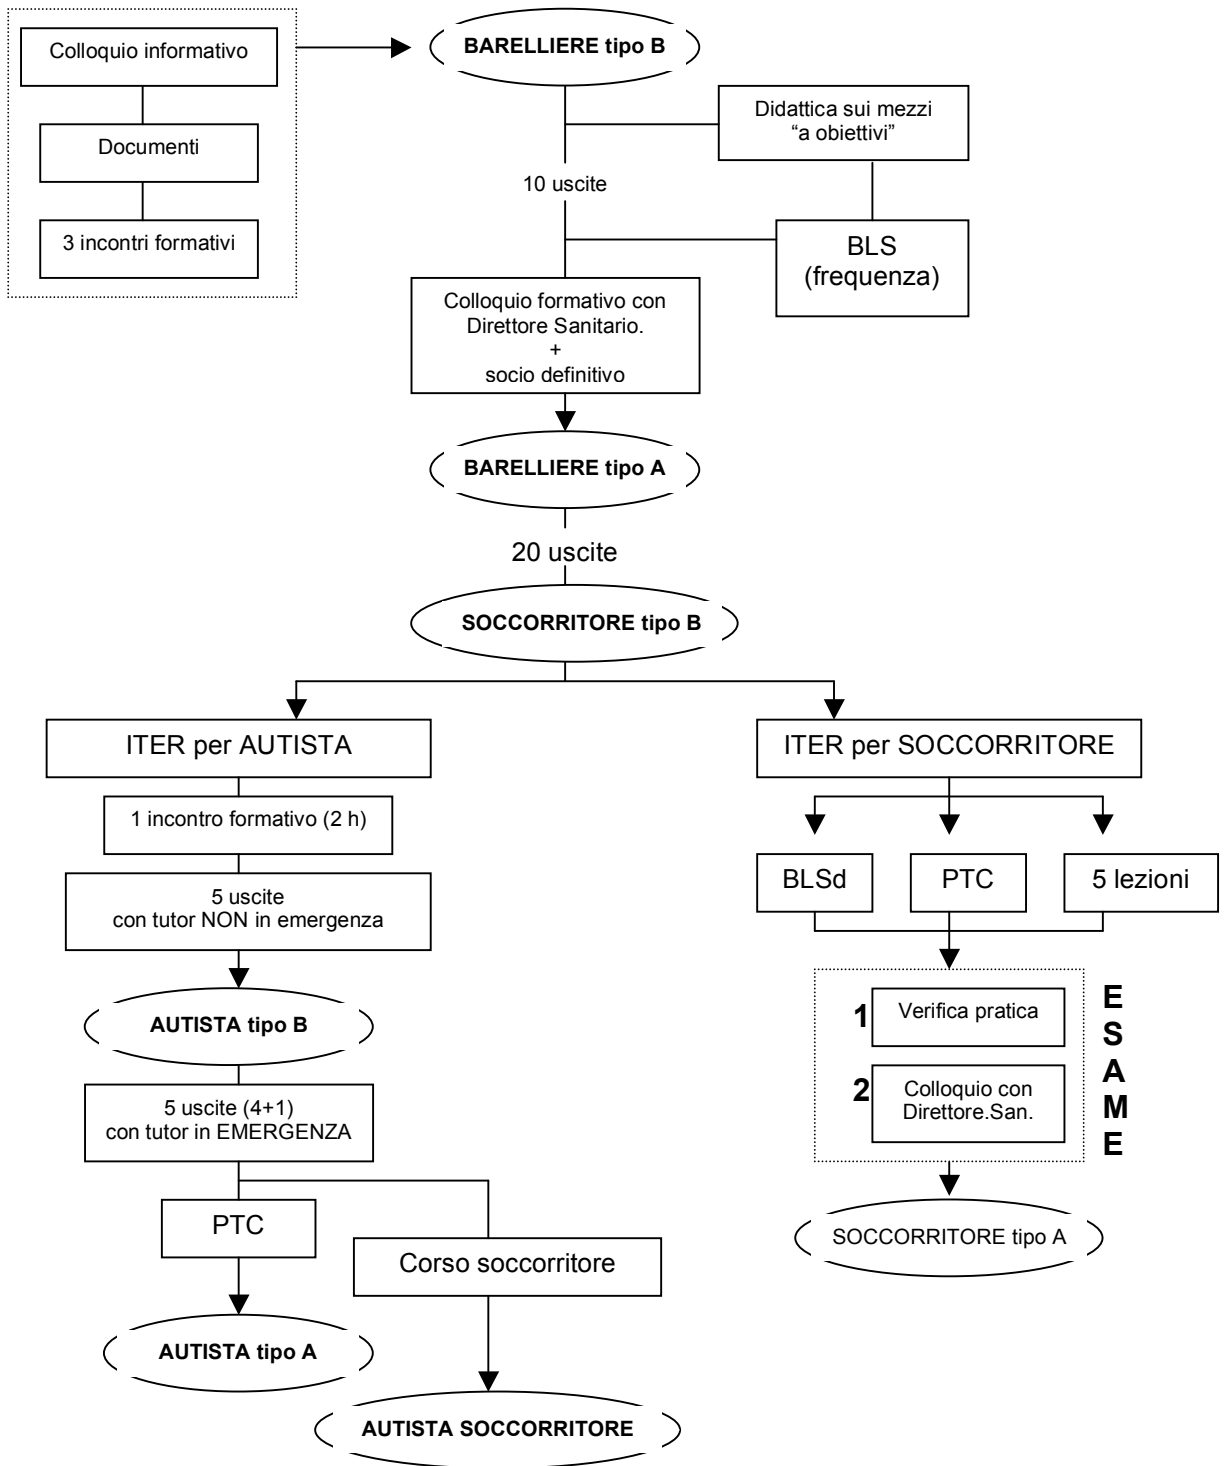 Colloquio informativo
Documenti
3 incontri formativi
BARELLIERE tipo B
Didattica sui mezzi
“a obiettivi”
10 uscite
BLS
(frequenza)
Colloquio formativo con
Direttore Sanitario.
+
socio definitivo
BARELLIERE tipo A
20 uscite
SOCCORRITORE tipo B
ITER per AUTISTA
1 incontro formativo (2 h)
5 uscite
con tutor NON in emergenza
AUTISTA tipo B
5 uscite (4+1)
con tutor in EMERGENZA
PTC
Corso soccorritore
AUTISTA tipo A
AUTISTA SOCCORRITORE
ITER per SOCCORRITORE
BLSd
PTC
5 lezioni
1
Verifica pratica
2
Colloquio con
Direttore.San.
E
S
A
M
E
SOCCORRITORE tipo A